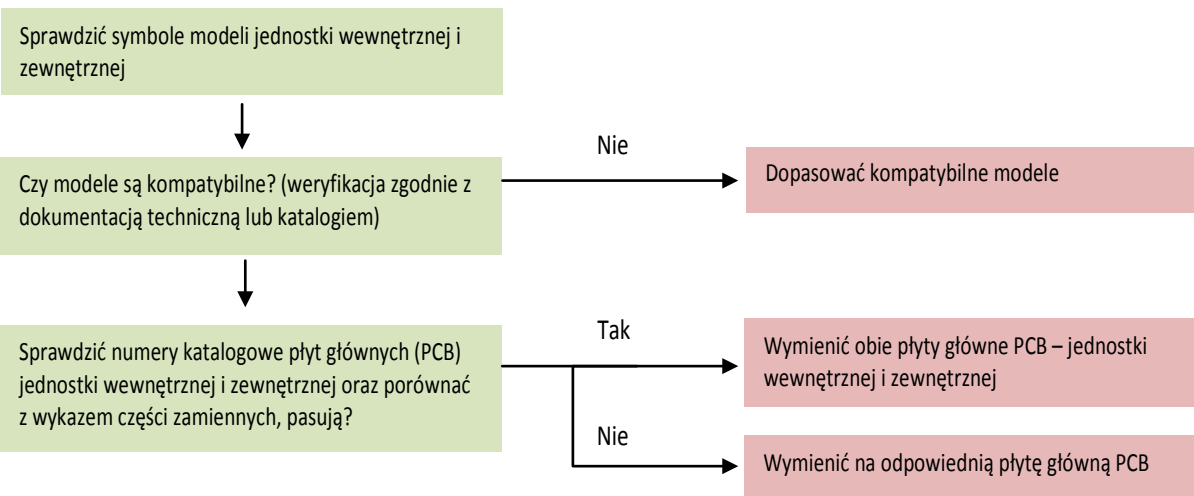 Sprawdzić symbole modeli jednostki wewnętrznej i
zewnętrznej
Nie
Czy modele są kompatybilne? (weryfikacja zgodnie z
dokumentacją techniczną lub katalogiem)
Dopasować kompatybilne modele
Sprawdzić numery katalogowe płyt głównych (PCB)
jednostki wewnętrznej i zewnętrznej oraz porównać
z wykazem części zamiennych, pasują?
Tak
Wymienić obie płyty główne PCB – jednostki
wewnętrznej i zewnętrznej
Nie
Wymienić na odpowiednią płytę główną PCB